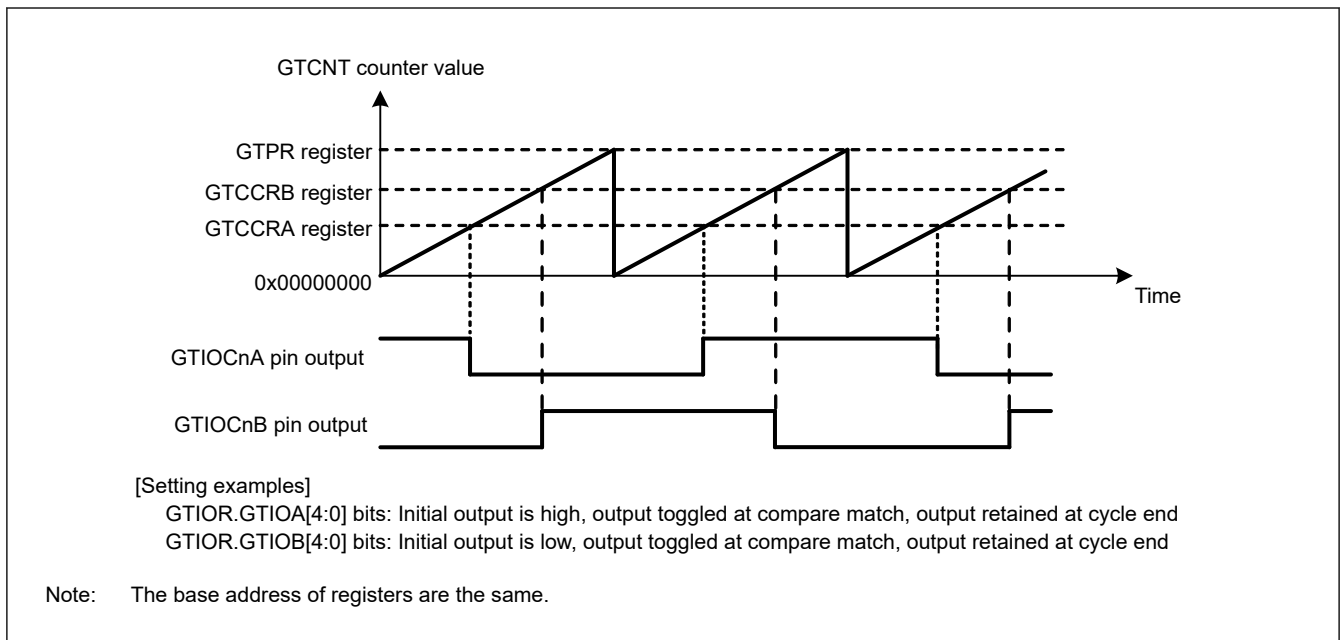 GTCNT counter value
GTPR register
GTCCRB register
GTCCRA register
0x00000000
Time
GTIOCnA pin output
GTIOCnB pin output
[Setting examples]
GTIOR.GTIOA[4:0] bits: Initial output is high, output toggled at compare match, output retained at cycle end
GTIOR.GTIOB[4:0] bits: Initial output is low, output toggled at compare match, output retained at cycle end
Note: The base address of registers are the same.